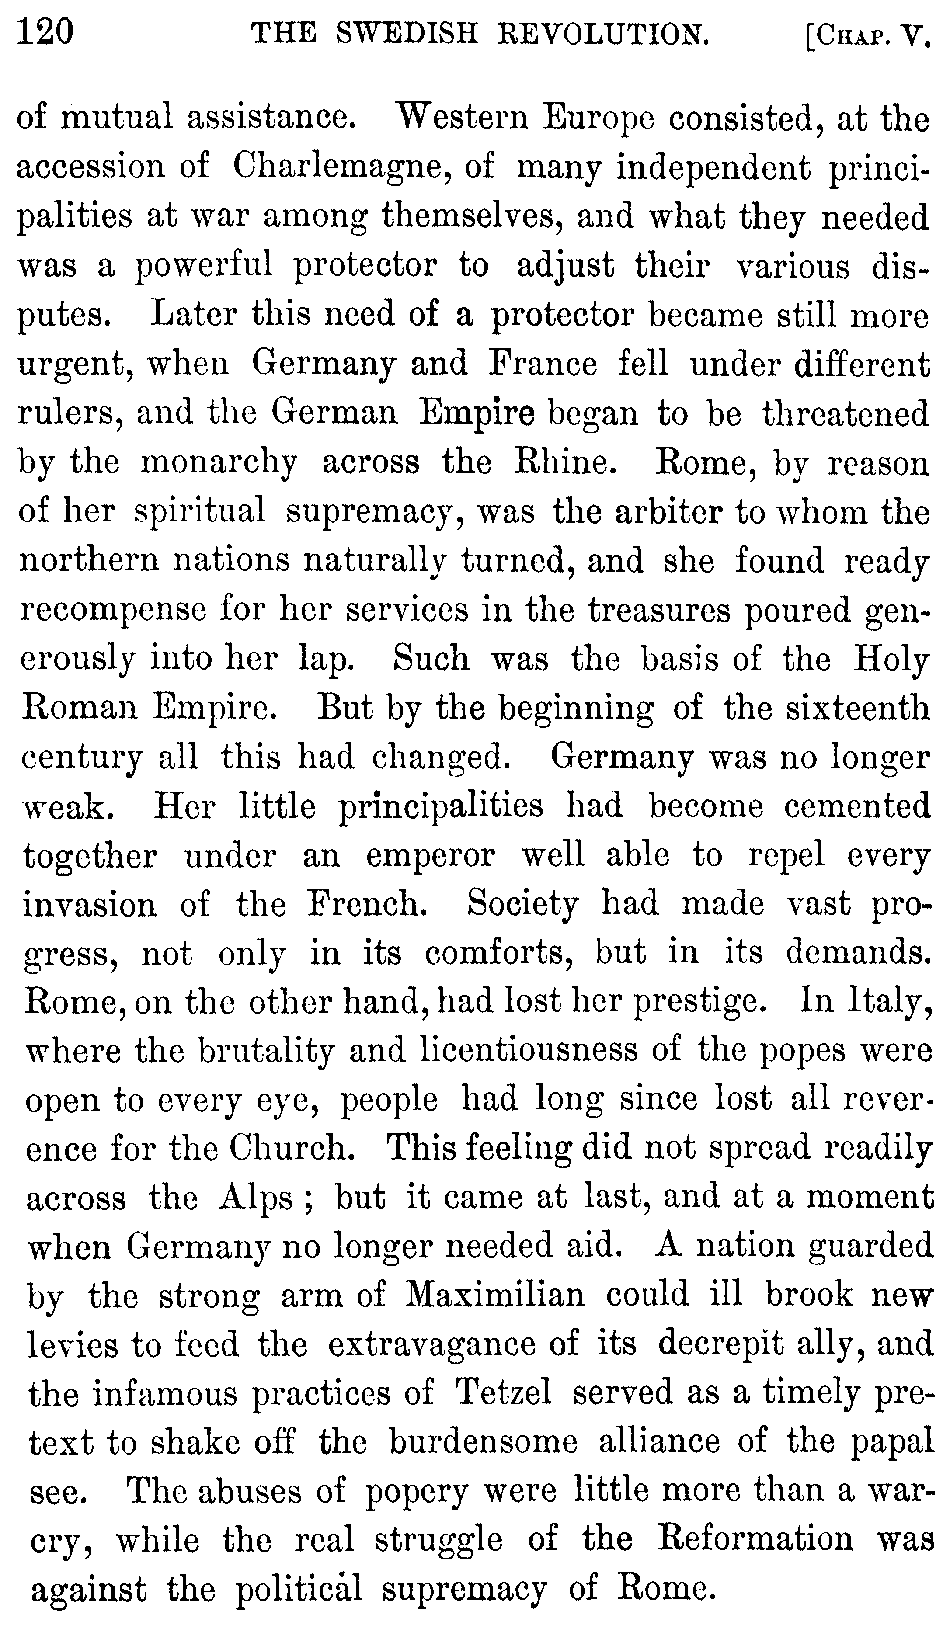 120 THE SWEDISH REVOLUTION. [CHAP. V.
of mutual assistance. Western Europe consisted, at the
accession of Charlemagne, of many independent princi-
palities at war among themselves, and what they needed
was a powerful protector to adjust their various dis-
putes. Later this need of a protector became still more
urgent, when Germany and France fell under different
rulers, and the German Empire began to be threatened
by the monarchy across the Rhine. Rome, by reason
of her spiritual supremacy, was the arbiter to whom the
northern nations naturally turned, and she found ready
recompense for her services in the treasures poured gen-
erously into her lap. Such was the basis of the Holy
Roman Empire. But by the beginning of the sixteenth
century all this had changed. Germany was no longer
weak. Her little principalities had become cemented
together under an emperor well able to repel every
invasion of the French. Society had made vast pro-
gress, not only in its comforts, but in its demands.
Rome, on the other hand, had lost her prestige. In Italy,
where the brutality and licentiousness of the popes were
open to every eye, people had long since lost all rever-
ence for the Church. This feeling did not spread readily
across the Alps ; but it came at last, and at a moment
when Germany no longer needed aid. A nation guarded
by the strong arm of Maximilian could ill brook new
levies to feed the extravagance of its decrepit ally, and
the infamous practices of Tetzel served as a timely pre-
text to shake off the burdensome alliance of the papal
see. The abuses of popery were little more than a war-
cry, while the real struggle of the Reformation was
against the political supremacy of Rome.